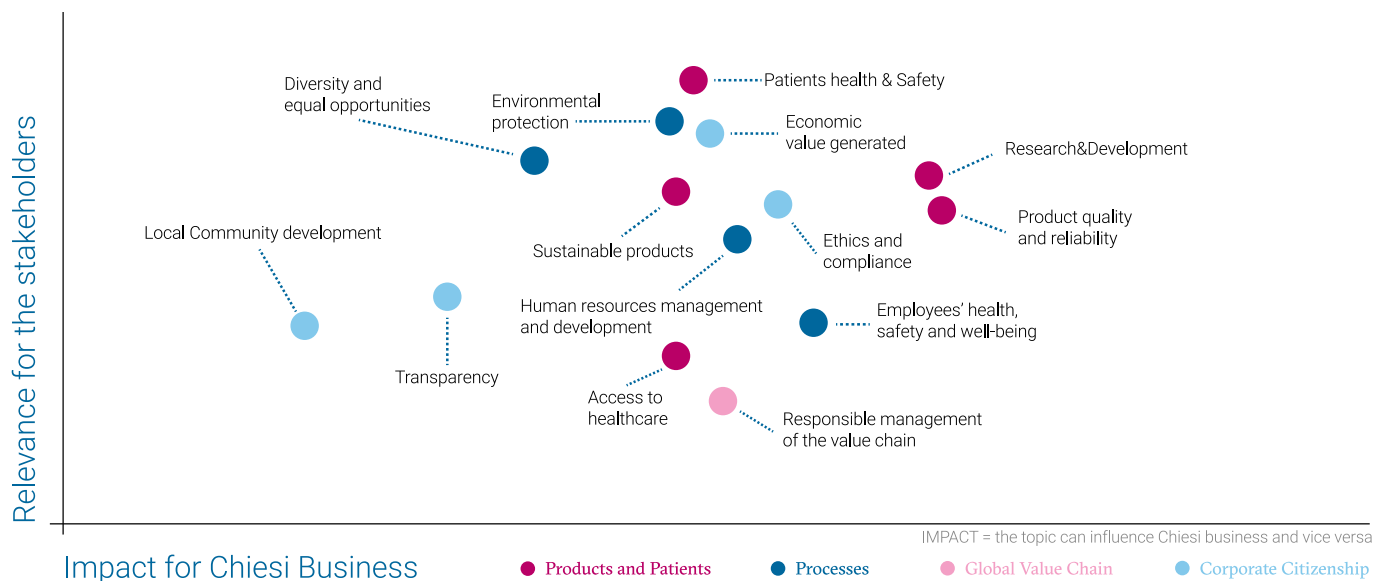 Relevance for the stakeholders
Patients health & Safety
Diversity and
equal opportunities
Environmental
protection
Economic
value generated
Research&Development
Product quality
and reliability
Local Community development
Sustainable products
Ethics and
compliance
Human resources management
and development
Employees’ health,
safety and well-being
Transparency
Access to
healthcare
Responsible management
of the value chain
IMPACT = the topic can influence Chiesi business and vice versa
Impact for Chiesi Business
Products and Patients
Processes
Global Value Chain
Corporate Citizenship